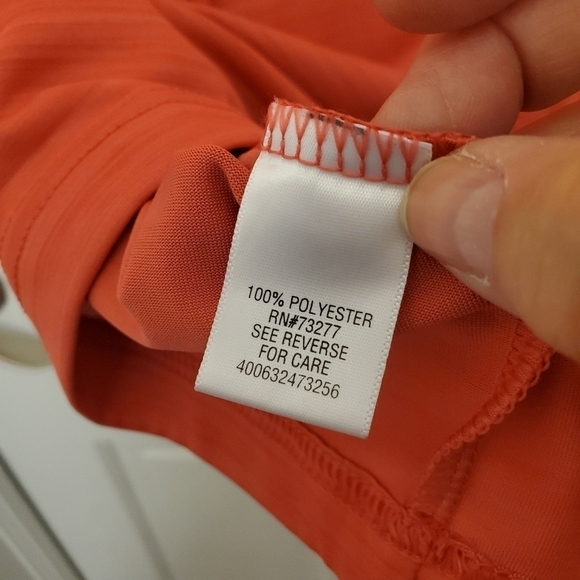 100% POLYESTER
RN#73277
SEE REVERSE
FOR CARE
400632473256